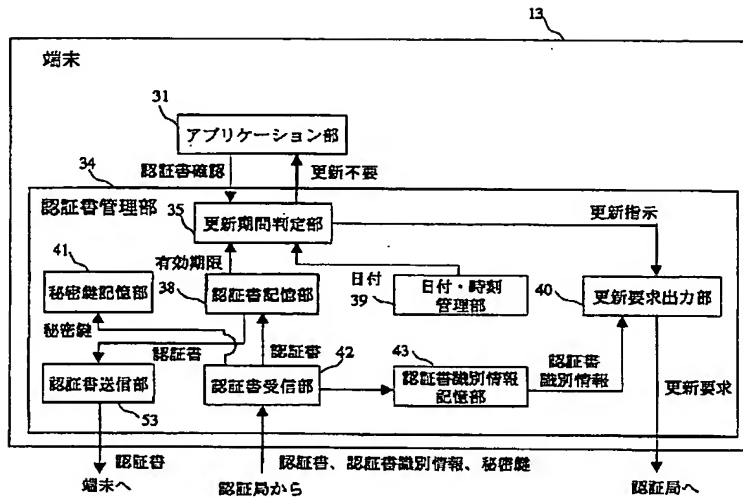 13
端末
31
アプリケーション部
認証書確認
更新不要
34
認証書管理部
35
更新期間判定部
更新指示
41
有効期限
日付
秘密鍵記憶部
38
認証書記憶部
39
日付・時刻
管理部
40
更新要求出力部
秘密鍵
認証書
認証書
42
43
認証書送信部
認証書受信部
認証書識別情報
記憶部
認証書
識別情報
更新要求
53
認証書
端末へ
認証書、認証書識別情報、秘密鍵
認証局から
認証局へ